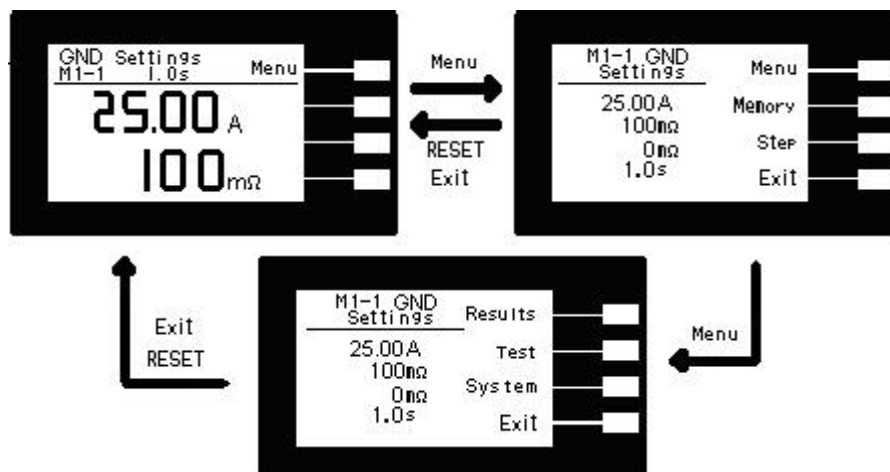 GND Settings
M1-1 1.0s
Menu
25.00 A
100mΩ
Menu
RESET
Exit
M1-1 GND
Settings
25.00A
100mΩ
0mΩ
1.0s
Menu
Memory
Step
Exit
Exit
RESET
M1-1 GND
Settings
25.00A
100mΩ
0mΩ
1.0s
Results
Test
System
Exit
Menu